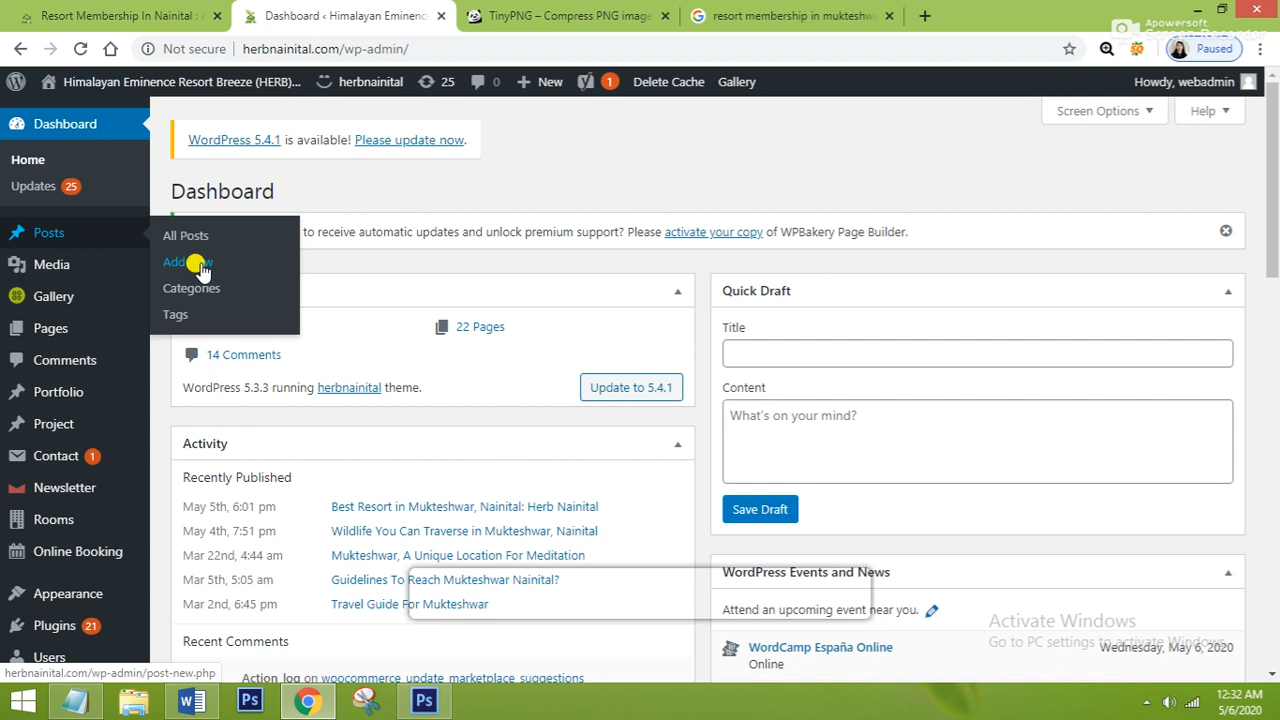 Resort Membership In Nainital : A
Dashboard ‹ Himalayan Eminence
TinyPNG – Compress PNG image
resort membership in mukteshwa
Apowersoft
Screen Recorder
Not secure
herbnainital.com/wp-admin/
Paused
Himalayan Eminence Resort Breeze (HERB)...
herbnainital
25
0
New
1
Delete Cache
Gallery
Howdy, webadmin
Dashboard
Home
Updates 25
Posts
Media
Gallery
Pages
Comments
Portfolio
Project
Contact 1
Newsletter
Rooms
Online Booking
Appearance
Plugins 21
Users
All Posts
Categories
Tags
Screen Options
Help
WordPress 5.4.1 is available! Please update now.
Dashboard
to receive automatic updates and unlock premium support? Please activate your copy of WPBakery Page Builder.
22 Pages
14 Comments
WordPress 5.3.3 running herbnainital theme.
Update to 5.4.1
Activity
Recently Published
May 5th, 6:01 pm Best Resort in Mukteshwar, Nainital: Herb Nainital
May 4th, 7:51 pm Wildlife You Can Traverse in Mukteshwar, Nainital
Mar 22nd, 4:44 am Mukteshwar, A Unique Location For Meditation
Mar 5th, 5:05 am Guidelines To Reach Mukteshwar Nainital?
Mar 2nd, 6:45 pm Travel Guide For Mukteshwar
Recent Comments
Action_log on woocommerce_update_marketplace_suggestions
Quick Draft
Title
Content
What's on your mind?
Save Draft
WordPress Events and News
Attend an upcoming event near you.
WordCamp España Online
Online
Wednesday, May 6, 2020
Activate Windows
Go to PC settings to activate Windows.
herbnainital.com/wp-admin/post-new.php
W
Ps
Ps
12:32 AM
5/6/2020